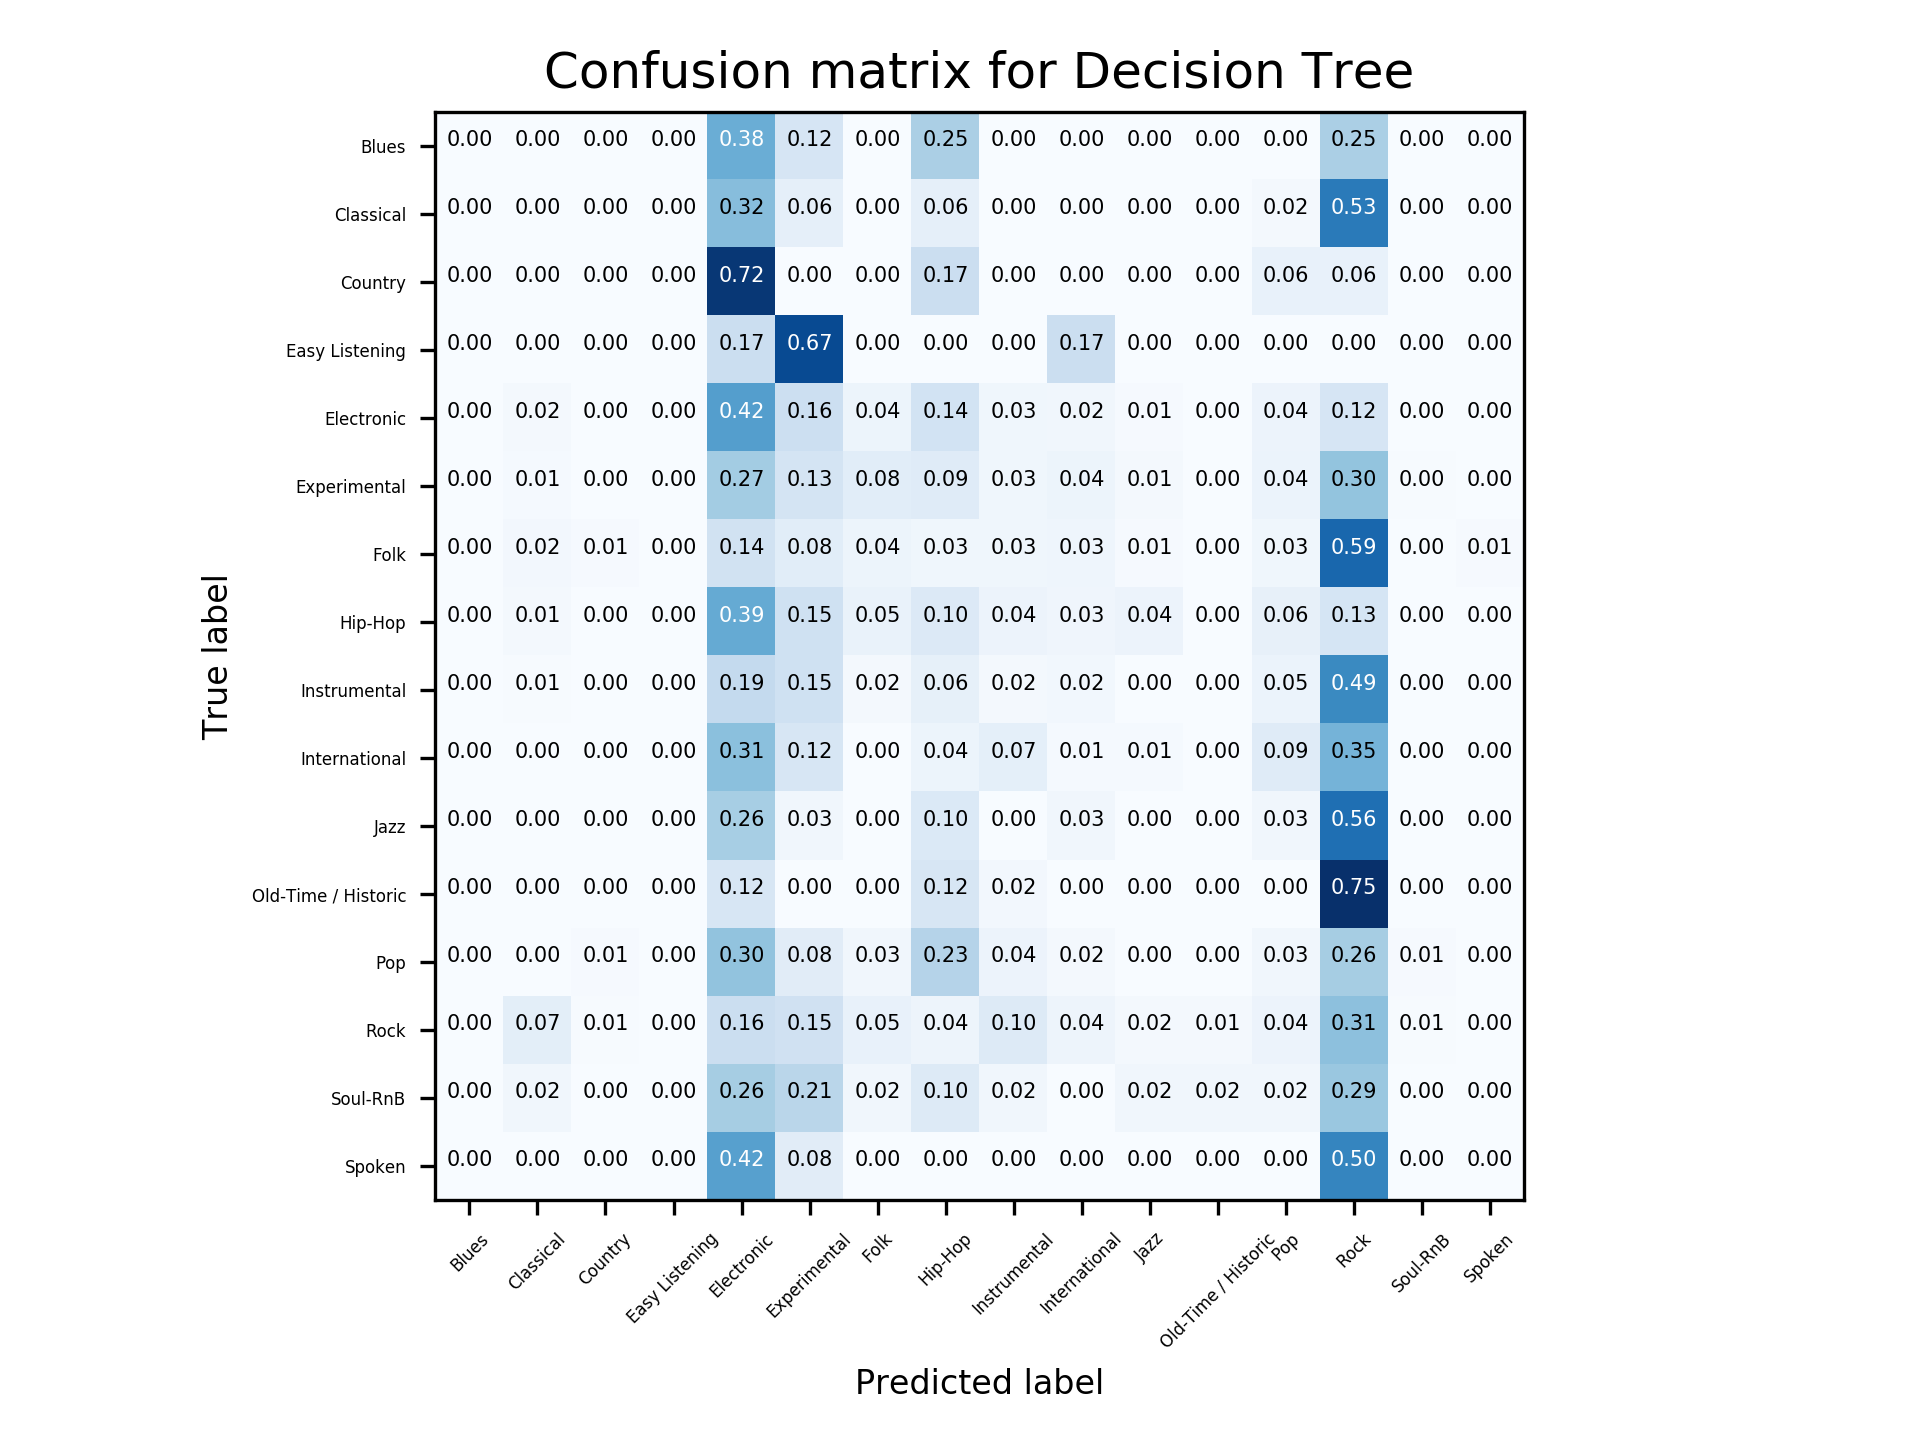 Confusion matrix for Decision Tree
True label
Blues 0.00 0.00 0.00 0.00 0.38 0.12 0.00 0.25 0.00 0.00 0.00 0.00 0.00 0.25 0.00 0.00
Classical 0.00 0.00 0.00 0.00 0.32 0.06 0.00 0.06 0.00 0.00 0.00 0.00 0.02 0.53 0.00 0.00
Country 0.00 0.00 0.00 0.00 0.72 0.00 0.00 0.17 0.00 0.00 0.00 0.00 0.06 0.06 0.00 0.00
Easy Listening 0.00 0.00 0.00 0.00 0.17 0.67 0.00 0.00 0.00 0.17 0.00 0.00 0.00 0.00 0.00 0.00
Electronic 0.00 0.02 0.00 0.00 0.42 0.16 0.04 0.14 0.03 0.02 0.01 0.00 0.04 0.12 0.00 0.00
Experimental 0.00 0.01 0.00 0.00 0.27 0.13 0.08 0.09 0.03 0.04 0.01 0.00 0.04 0.30 0.00 0.00
Folk 0.00 0.02 0.01 0.00 0.14 0.08 0.04 0.03 0.03 0.03 0.01 0.00 0.03 0.59 0.00 0.01
Hip-Hop 0.00 0.01 0.00 0.00 0.39 0.15 0.05 0.10 0.04 0.03 0.04 0.00 0.06 0.13 0.00 0.00
Instrumental 0.00 0.01 0.00 0.00 0.19 0.15 0.02 0.06 0.02 0.02 0.00 0.00 0.05 0.49 0.00 0.00
International 0.00 0.00 0.00 0.00 0.31 0.12 0.00 0.04 0.07 0.01 0.01 0.00 0.09 0.35 0.00 0.00
Jazz 0.00 0.00 0.00 0.00 0.26 0.03 0.00 0.10 0.00 0.03 0.00 0.00 0.03 0.56 0.00 0.00
Old-Time / Historic 0.00 0.00 0.00 0.00 0.12 0.00 0.00 0.12 0.02 0.00 0.00 0.00 0.00 0.75 0.00 0.00
Pop 0.00 0.00 0.01 0.00 0.30 0.08 0.03 0.23 0.04 0.02 0.00 0.00 0.03 0.26 0.01 0.00
Rock 0.00 0.07 0.01 0.00 0.16 0.15 0.05 0.04 0.10 0.04 0.02 0.01 0.04 0.31 0.01 0.00
Soul-RnB 0.00 0.02 0.00 0.00 0.26 0.21 0.02 0.10 0.02 0.00 0.02 0.02 0.02 0.29 0.00 0.00
Spoken 0.00 0.00 0.00 0.00 0.42 0.08 0.00 0.00 0.00 0.00 0.00 0.00 0.00 0.50 0.00 0.00
Blues Classical Country Easy Listening Electronic Experimental Folk Hip-Hop Instrumental International Jazz Old-Time / Historic Pop Rock Soul-RnB Spoken
Predicted label